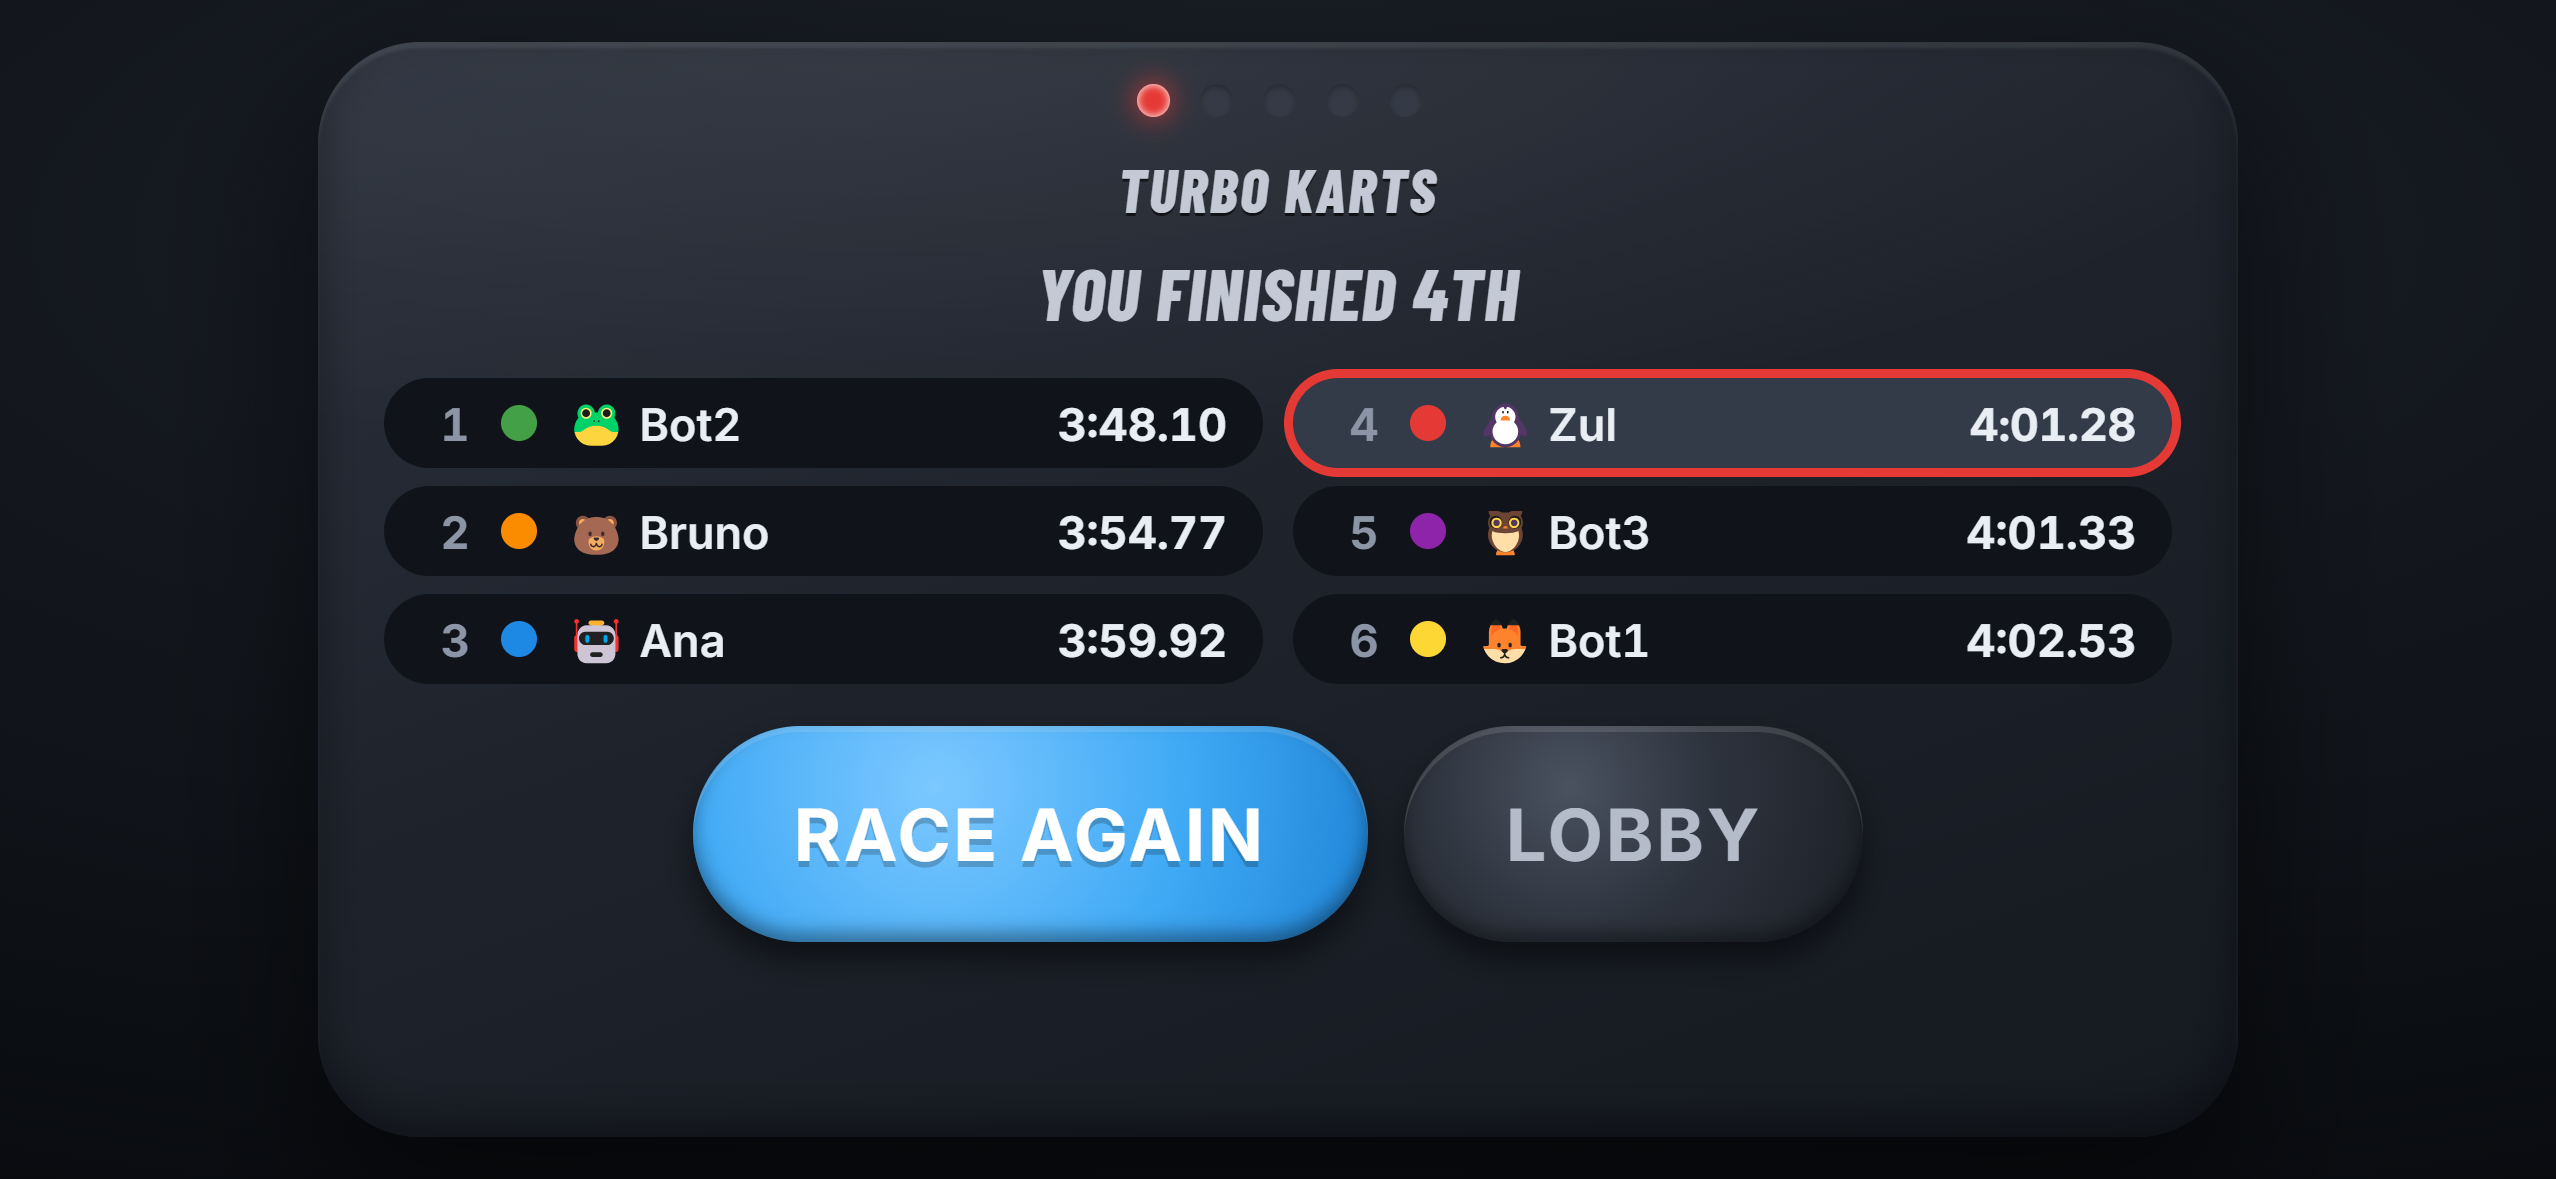 TURBO KARTS
YOU FINISHED 4TH
1 Bot2 3:48.10
2 Bruno 3:54.77
3 Ana 3:59.92
4 Zul 4:01.28
5 Bot3 4:01.33
6 Bot1 4:02.53
RACE AGAIN
LOBBY